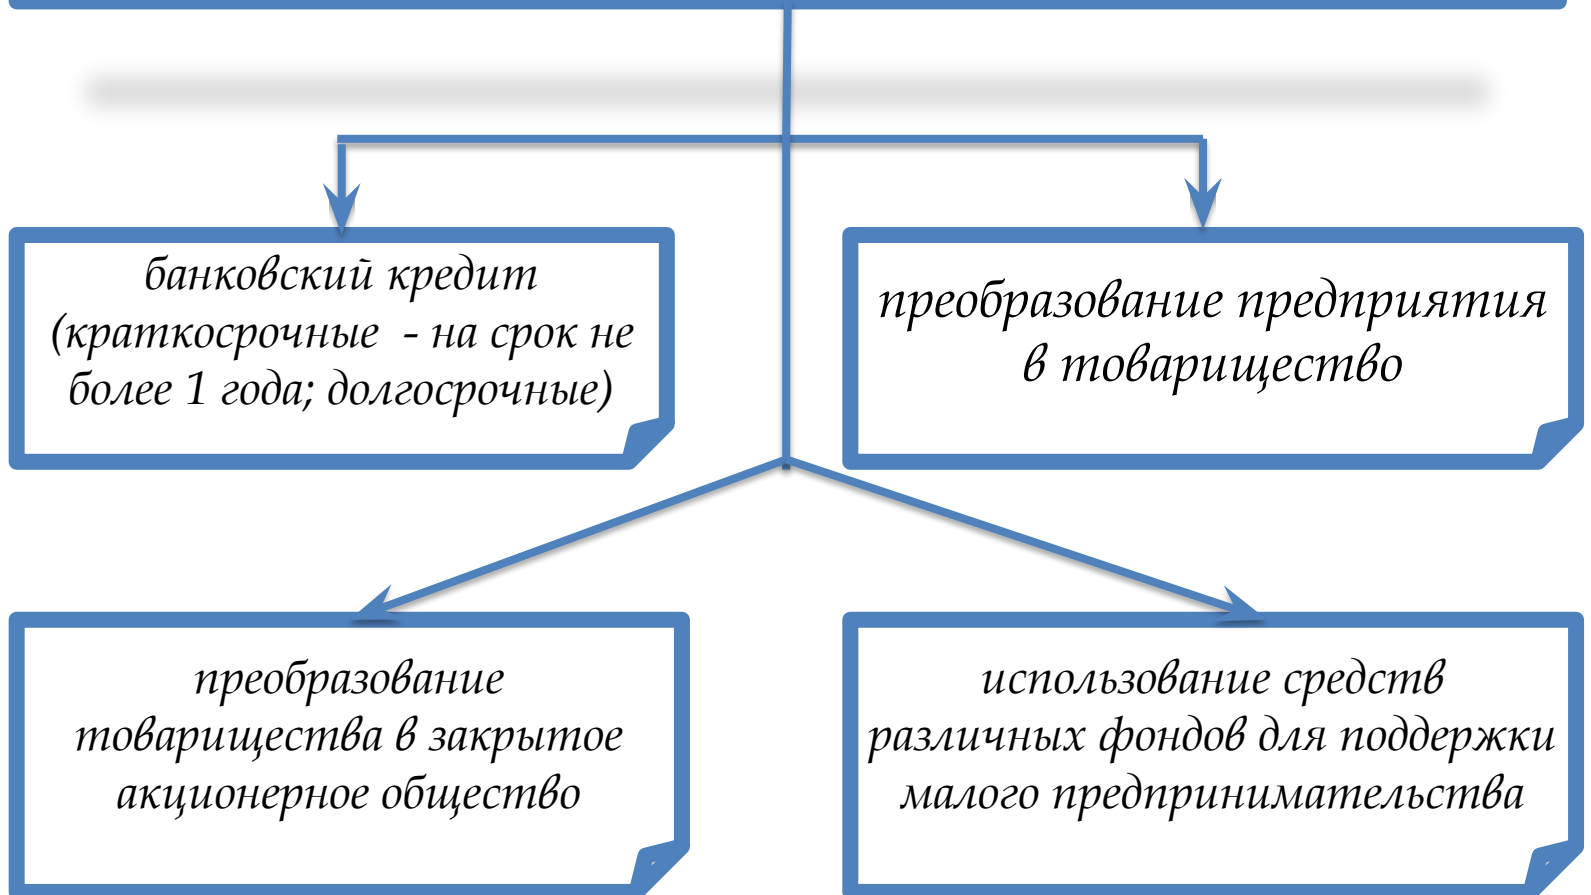 банковский кредит
(краткосрочные - на срок не
более 1 года; долгосрочные)
преобразование предприятия
в товарищество
преобразование
товарищества в закрытое
акционерное общество
использование средств
различных фондов для поддержки
малого предпринимательства